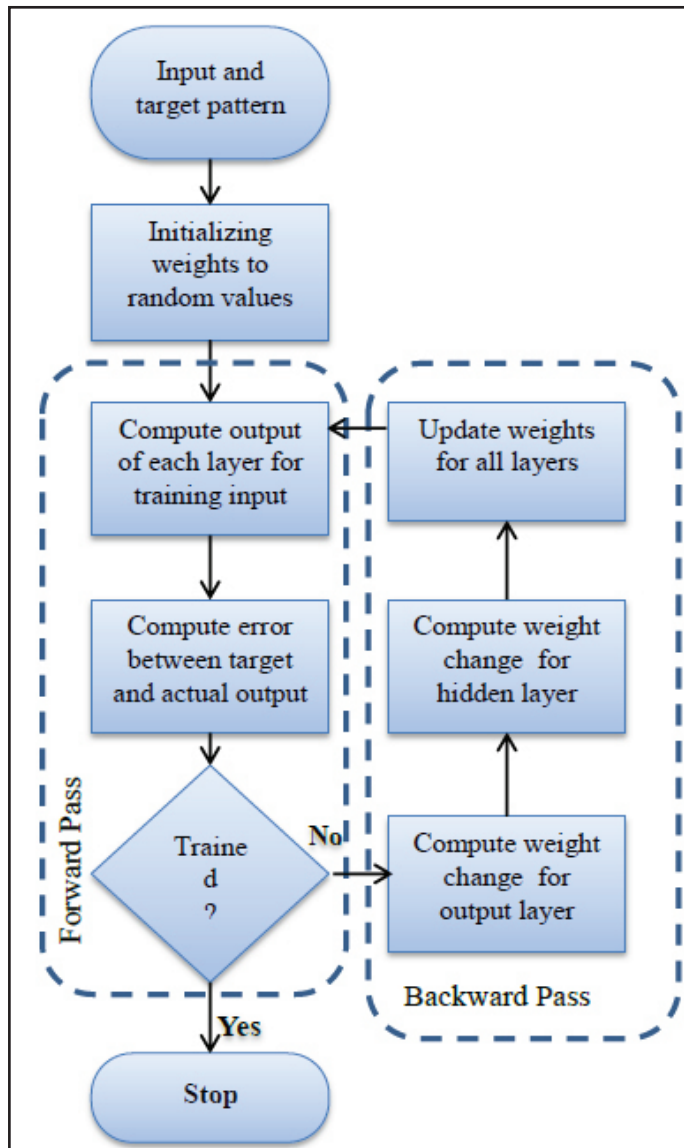 Input and
target pattern
Initializing
weights to
random values
Compute output
of each layer for
training input
Compute error
between target
and actual output
Traine
d
?
No
Yes
Stop
Forward Pass
Update weights
for all layers
Compute weight
change for
hidden layer
Compute weight
change for
output layer
Backward Pass